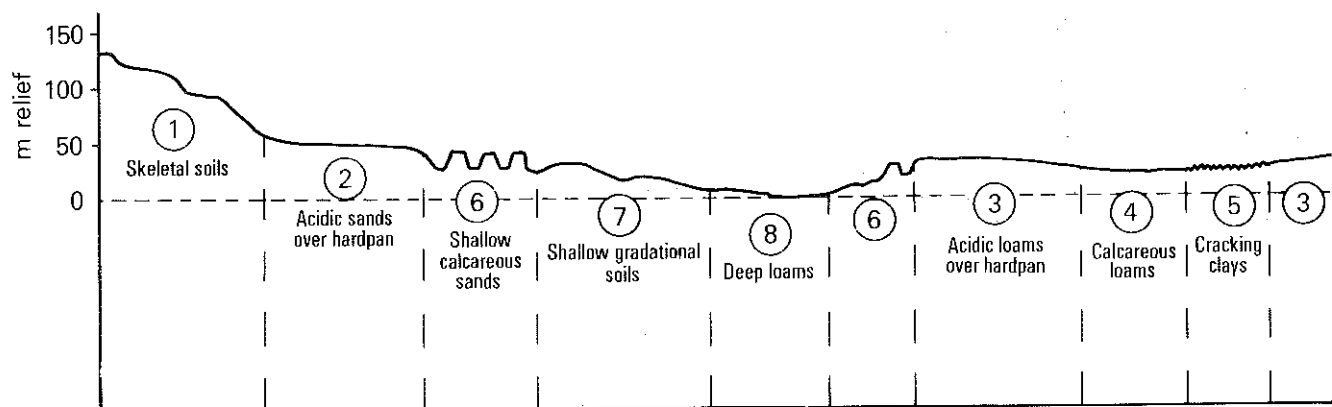 150
m relief
100
50
0
1
Skeletal soils
2
Acidic sands
over hardpan
6
Shallow
calcareous
sands
7
Shallow gradational
soils
8
Deep loams
6
3
Acidic loams
over hardpan
4
Calcareous
loams
5
Cracking
clays
3